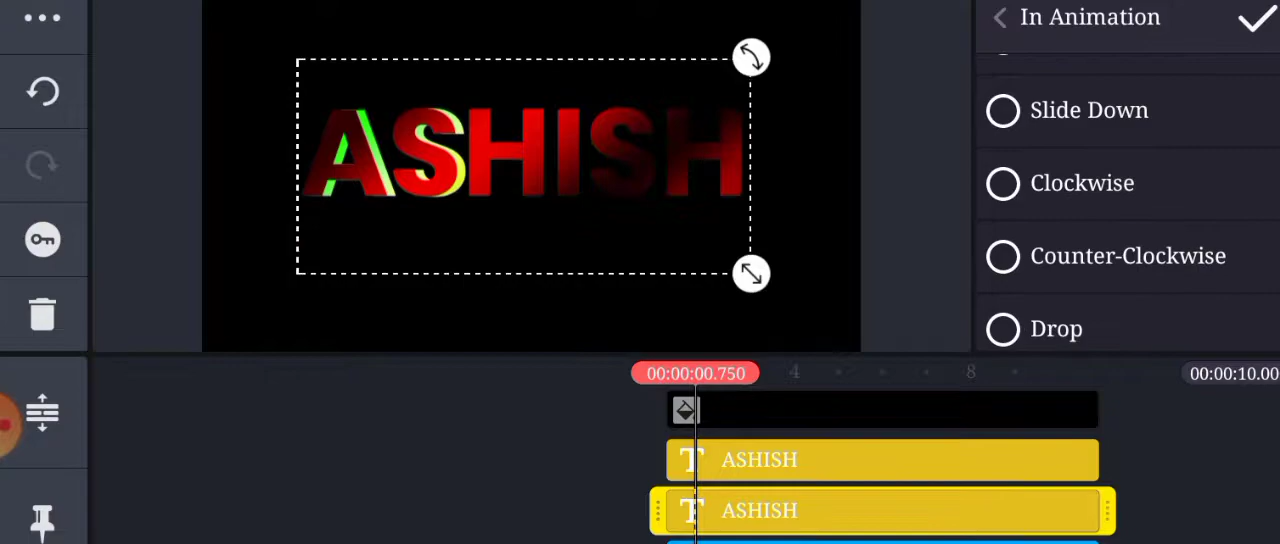 In Animation
ASHISH
Slide Down
Clockwise
Counter-Clockwise
Drop
00:00:00.750
4
8
00:00:10.00
T ASHISH
T ASHISH